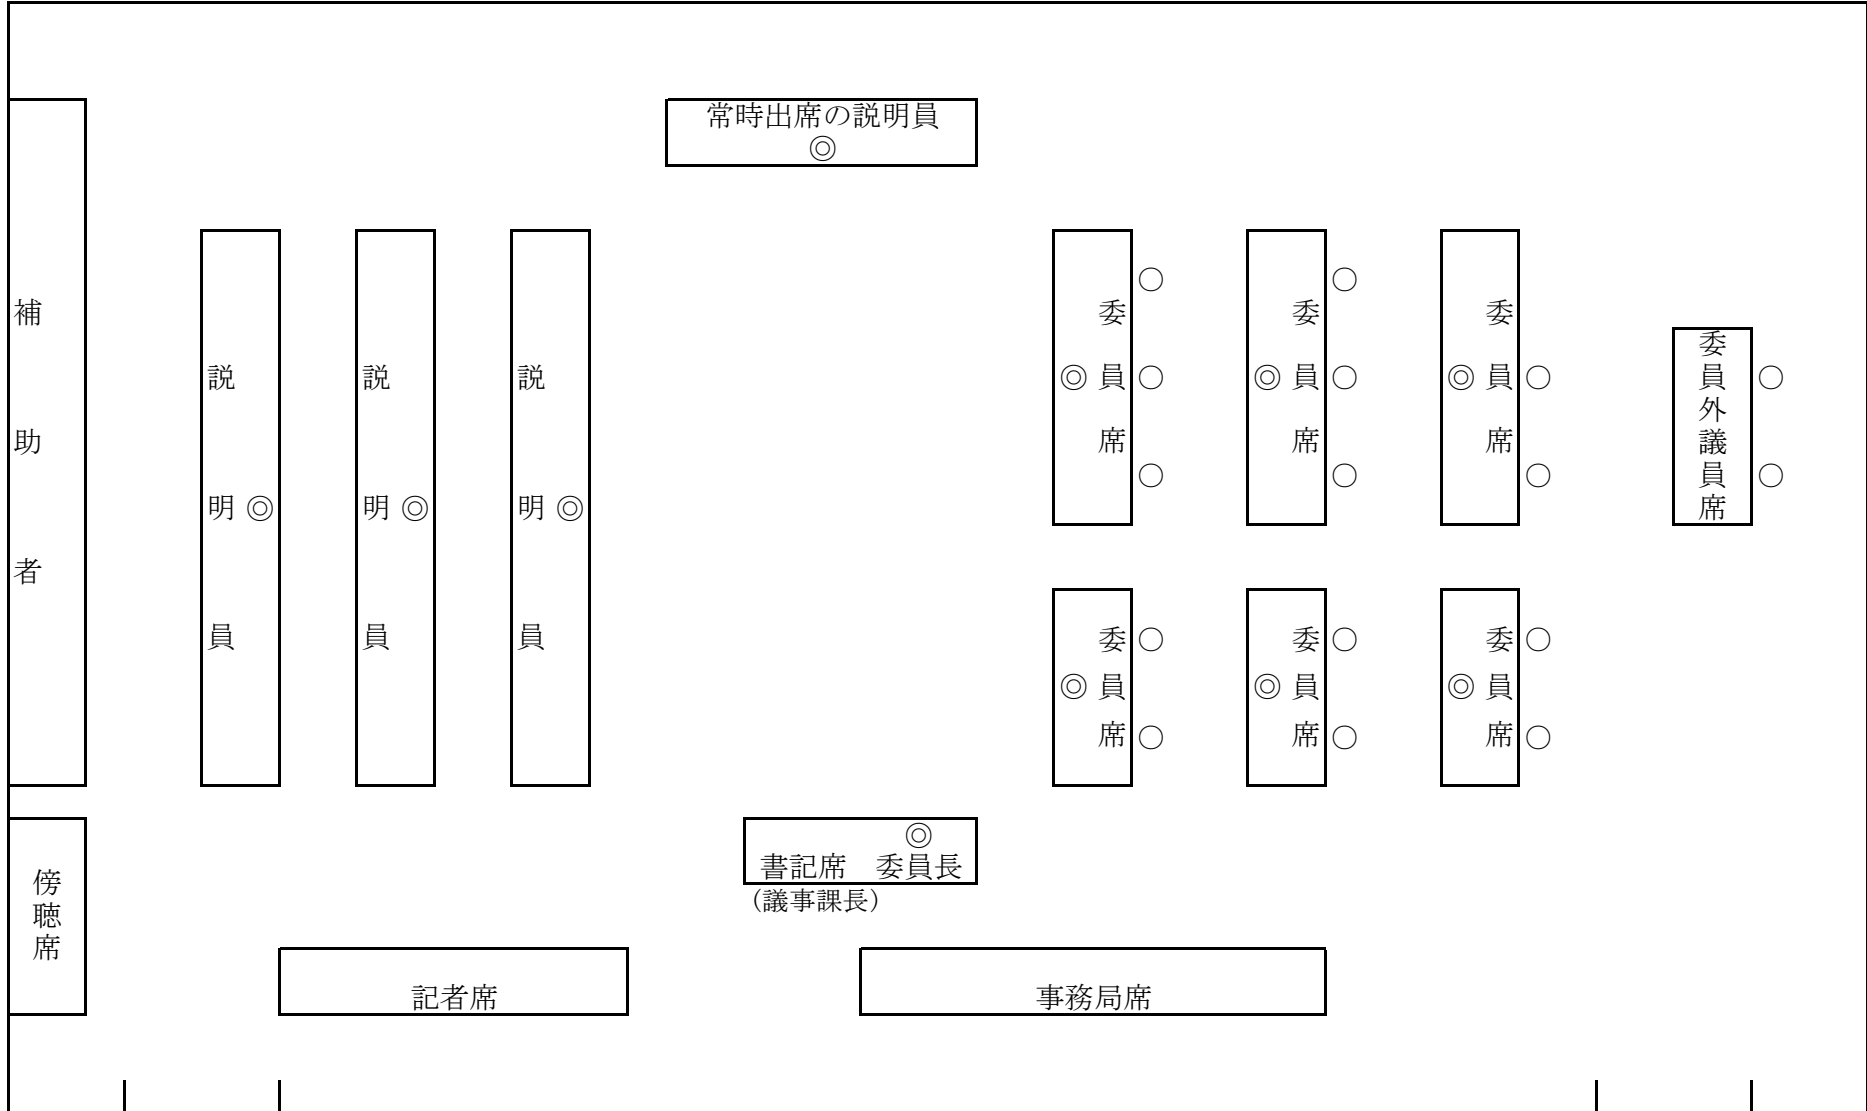 常時出席の説明員
◎
補助者
説明員
◎
説明員
◎
説明員
◎
委員席
◎
○
○
○
委員席
◎
○
○
○
委員席
◎
○
○
委員外議員席
○
○
委員席
◎
○
○
委員席
◎
○
○
委員席
◎
○
○
◎
書記席 委員長
(議事課長)
傍聴席
記者席
事務局席